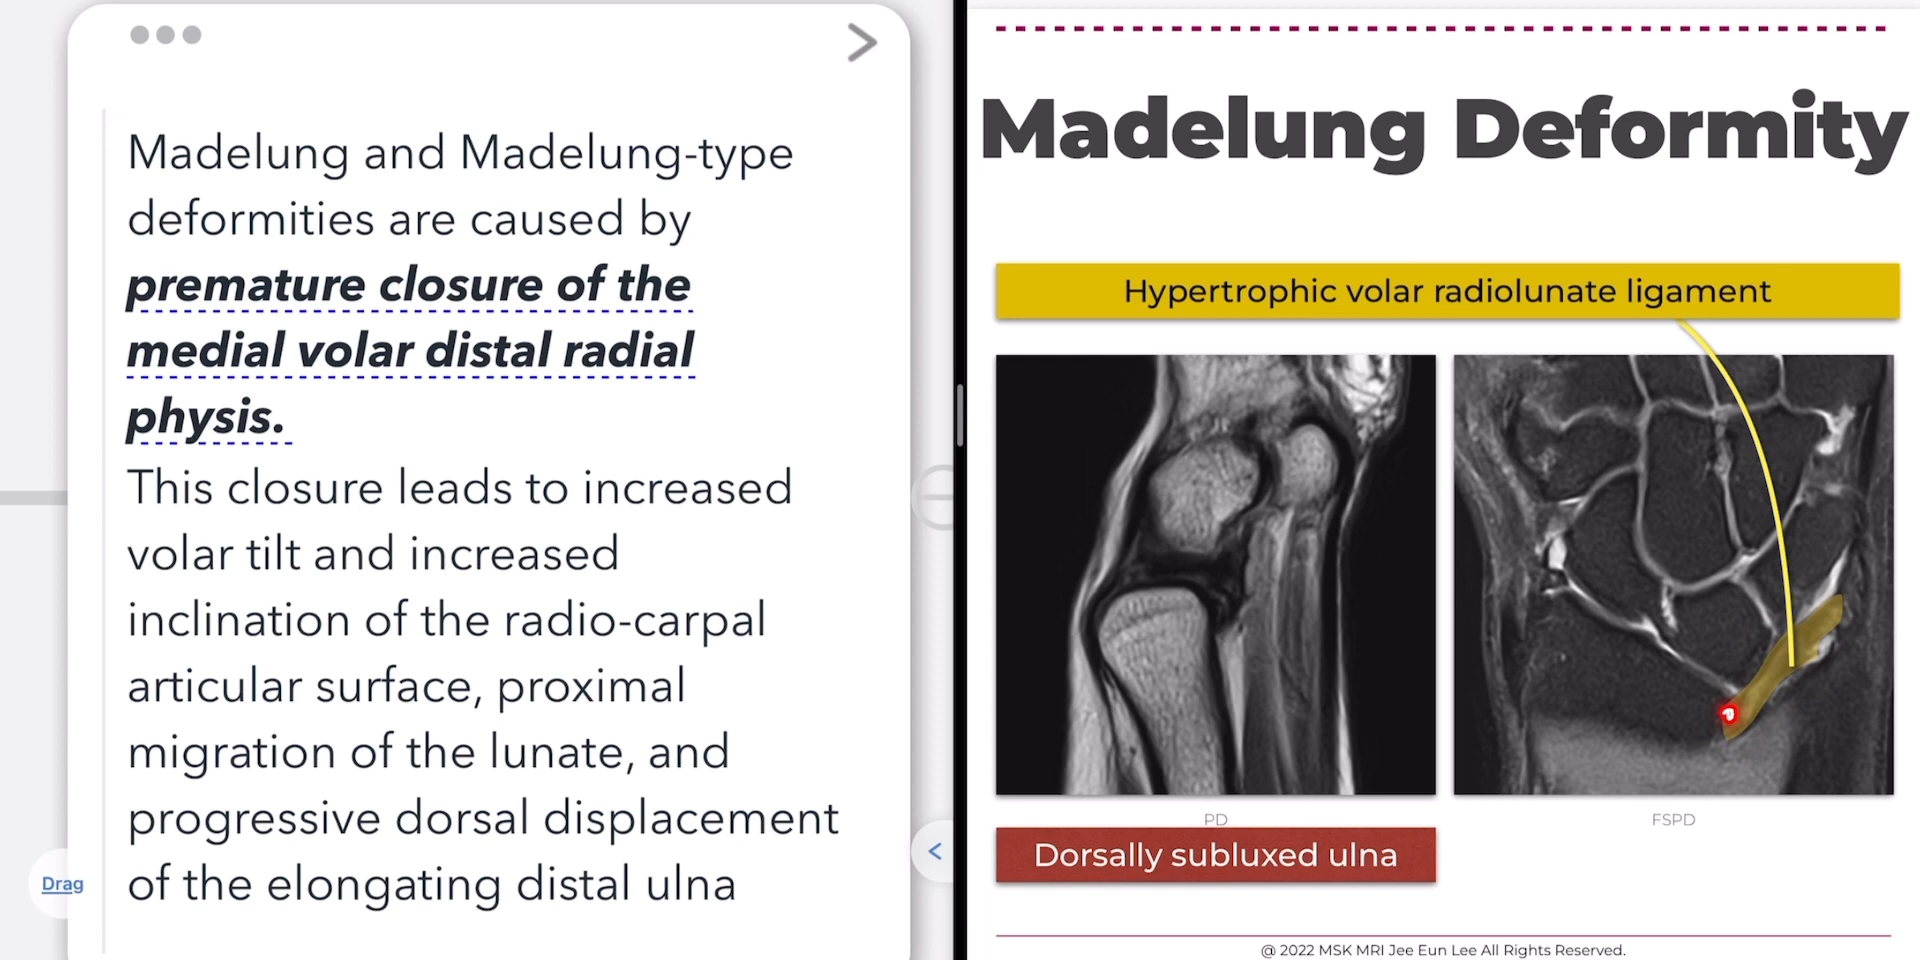 Madelung and Madelung-type
deformities are caused by
premature closure of the
medial volar distal radial
physis.
This closure leads to increased
volar tilt and increased
inclination of the radio-carpal
articular surface, proximal
migration of the lunate, and
progressive dorsal displacement
of the elongating distal ulna
Drag
Madelung Deformity
Hypertrophic volar radiolunate ligament
PD
FSPD
Dorsally subluxed ulna
@ 2022 MSK MRI Jee Eun Lee All Rights Reserved.